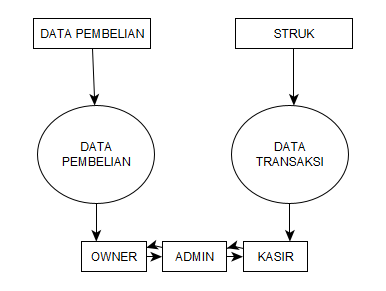 DATA PEMBELIAN
STRUK
DATA
PEMBELIAN
DATA
TRANSAKSI
OWNER
ADMIN
KASIR